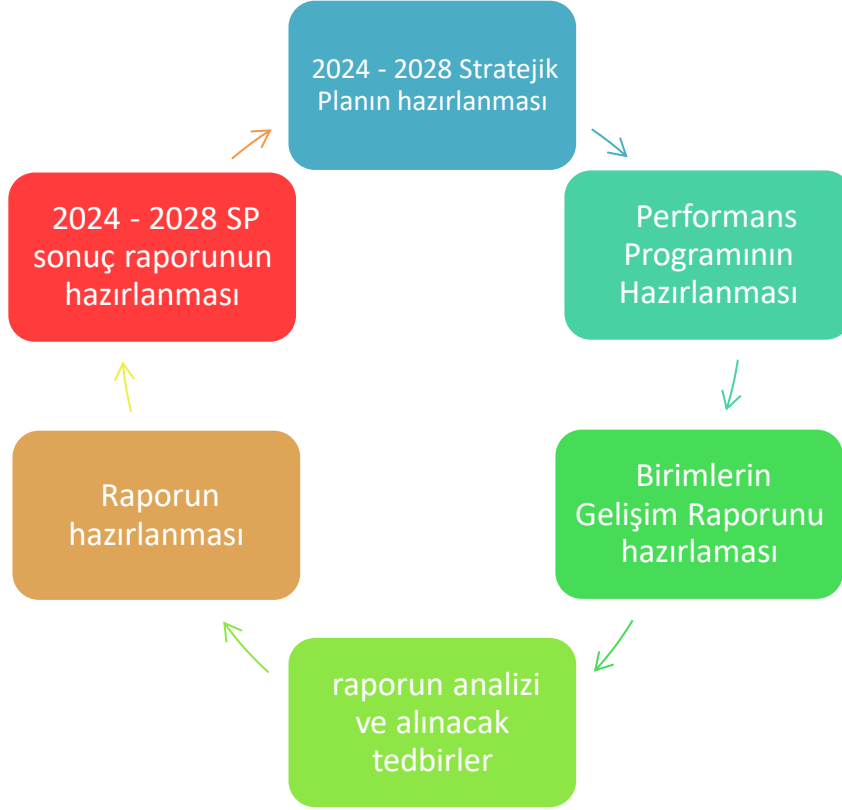 2024 - 2028 Stratejik
Planın hazırlanması
Performans
Programının
Hazırlanması
Birimlerin
Gelişim Raporunu
hazırlaması
raporun analizi
ve alınacak
tedbirler
Raporun
hazırlanması
2024 - 2028 SP
sonuç raporunun
hazırlanması